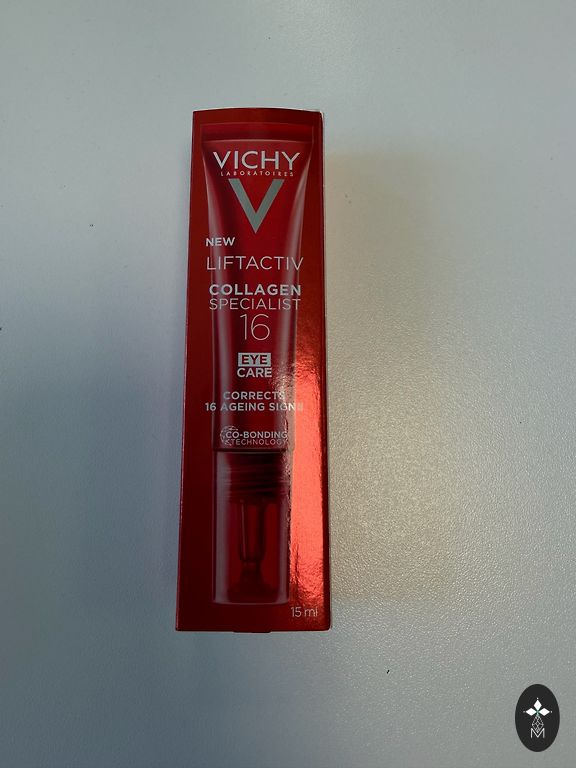 VICHY
LABORATOIRES
V
NEW
LIFTACTIV
COLLAGEN
SPECIALIST
16
EYE
CARE
CORRECTS
16 AGEING SIGNS
CO-BONDING
TECHNOLOGY
15 ml
M